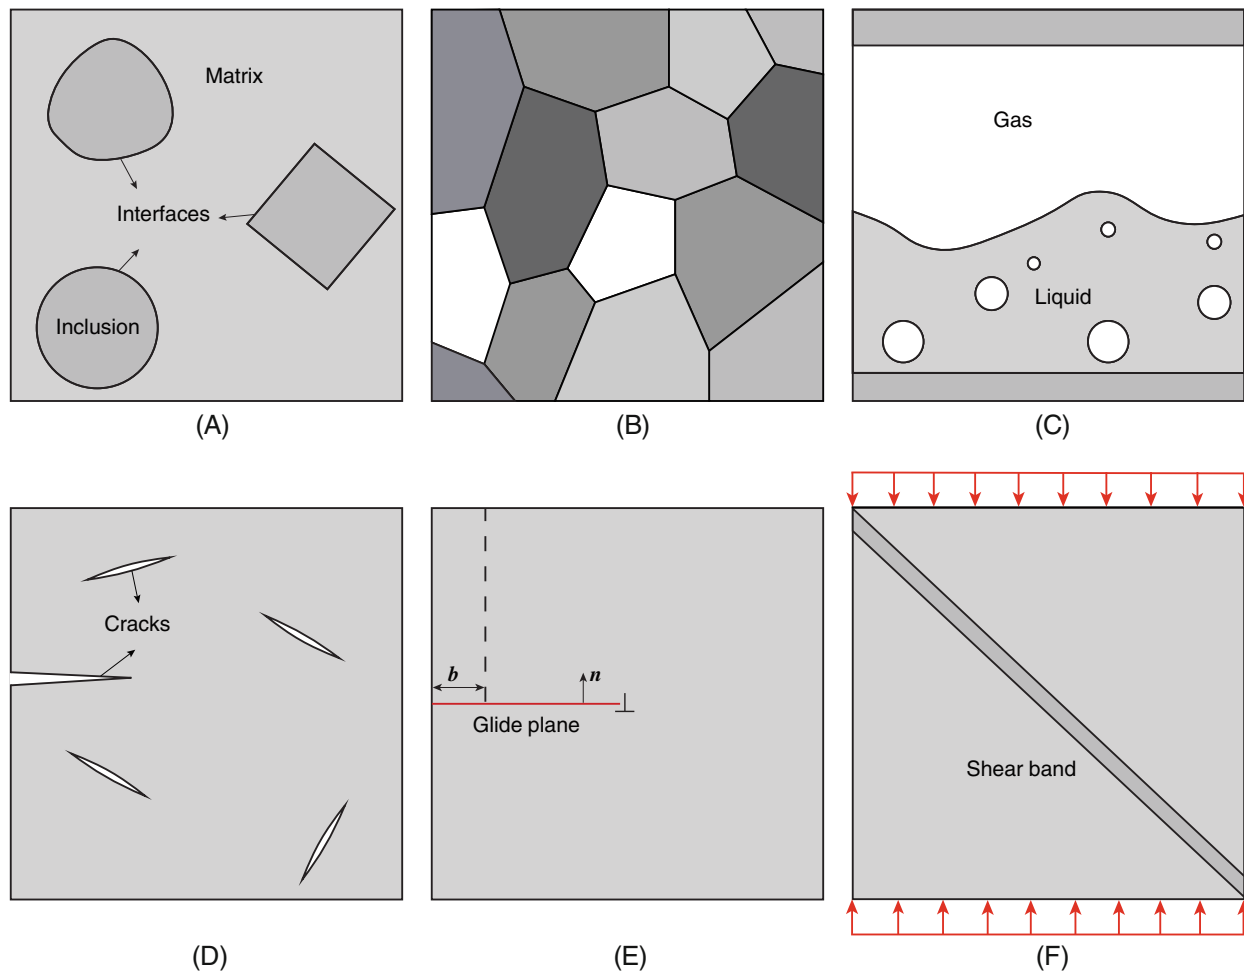 Matrix
Interfaces
Inclusion
(A)
(B)
Gas
Liquid
(C)
Cracks
(D)
b
n
Glide plane
(E)
Shear band
(F)